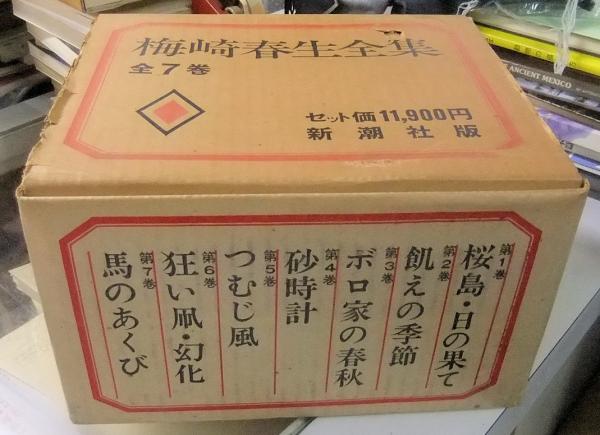 梅崎春生全集
全7巻
セット価11,900円
新潮社版
第1巻
桜島・日の果て
第2巻
飢えの季節
第3巻
ボロ家の春秋
第4巻
砂時計
第5巻
つむじ風
第6巻
狂い凧・幻化
第7巻
馬のあくび
ANCIENT MEXICO